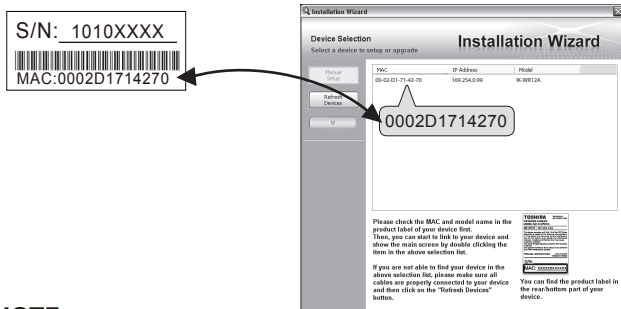 S/N: 1010XXXX
MAC:0002D1714270
Installation Wizard
Device Selection
Select a device to setup or upgrade
Installation Wizard
Manual
Setup
Refresh
Devices
MAC IP Address Model
00-02-D1-71-42-70 169.254.0.99 IK-WR12A
0002D1714270
Please check the MAC and model name in the
product label of your device first.
Then, you can start to link to your device and
show the main screen by double clicking the
item in the above selection list.
If you are not able to find your device in the
above selection list, please make sure all
cables are properly connected to your device
and then click on the "Refresh Devices"
button.
TOSHIBA
S/N:
MAC: XXXXXXXXXXXX
You can find the product label in
the rear/bottom part of your
device.